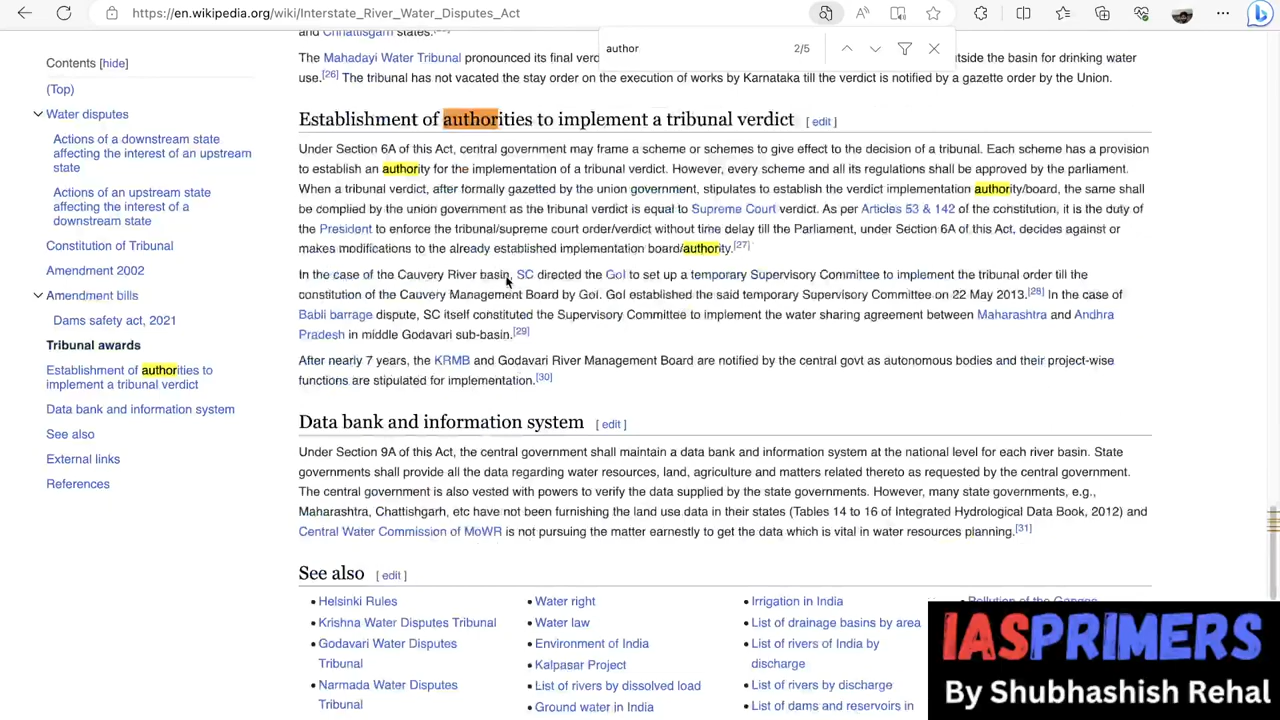 https://en.wikipedia.org/wiki/Interstate_River_Water_Disputes_Act
author
2/5
Contents [hide]
(Top)
Water disputes
Actions of a downstream state
affecting the interest of an upstream
state
Actions of an upstream state
affecting the interest of a
downstream state
Constitution of Tribunal
Amendment 2002
Amendment bills
Dams safety act, 2021
Tribunal awards
Establishment of authorities to
implement a tribunal verdict
Data bank and information system
See also
External links
References
and Chhattisgarh states.
The Mahadayi Water Tribunal pronounced its final verd tside the basin for drinking water
use.[26] The tribunal has not vacated the stay order on the execution of works by Karnataka till the verdict is notified by a gazette order by the Union.
Establishment of authorities to implement a tribunal verdict [ edit ]
Under Section 6A of this Act, central government may frame a scheme or schemes to give effect to the decision of a tribunal. Each scheme has a provision
to establish an authority for the implementation of a tribunal verdict. However, every scheme and all its regulations shall be approved by the parliament.
When a tribunal verdict, after formally gazetted by the union government, stipulates to establish the verdict implementation authority/board, the same shall
be complied by the union government as the tribunal verdict is equal to Supreme Court verdict. As per Articles 53 & 142 of the constitution, it is the duty of
the President to enforce the tribunal/supreme court order/verdict without time delay till the Parliament, under Section 6A of this Act, decides against or
makes modifications to the already established implementation board/authority.[27]
In the case of the Cauvery River basin, SC directed the GoI to set up a temporary Supervisory Committee to implement the tribunal order till the
constitution of the Cauvery Management Board by GoI. GoI established the said temporary Supervisory Committee on 22 May 2013.[28] In the case of
Babli barrage dispute, SC itself constituted the Supervisory Committee to implement the water sharing agreement between Maharashtra and Andhra
Pradesh in middle Godavari sub-basin.[29]
After nearly 7 years, the KRMB and Godavari River Management Board are notified by the central govt as autonomous bodies and their project-wise
functions are stipulated for implementation.[30]
Data bank and information system [ edit ]
Under Section 9A of this Act, the central government shall maintain a data bank and information system at the national level for each river basin. State
governments shall provide all the data regarding water resources, land, agriculture and matters related thereto as requested by the central government.
The central government is also vested with powers to verify the data supplied by the state governments. However, many state governments, e.g.,
Maharashtra, Chattishgarh, etc have not been furnishing the land use data in their states (Tables 14 to 16 of Integrated Hydrological Data Book, 2012) and
Central Water Commission of MoWR is not pursuing the matter earnestly to get the data which is vital in water resources planning.[31]
See also [ edit ]
• Helsinki Rules
• Krishna Water Disputes Tribunal
• Godavari Water Disputes
Tribunal
• Narmada Water Disputes
Tribunal
• Water right
• Water law
• Environment of India
• Kalpasar Project
• List of rivers by dissolved load
• Ground water in India
• Irrigation in India
• List of drainage basins by area
• List of rivers of India by
discharge
• List of rivers by discharge
• List of dams and reservoirs in
• Pollution of the Ganges
IASPRIMERS
By Shubhashish Rehal